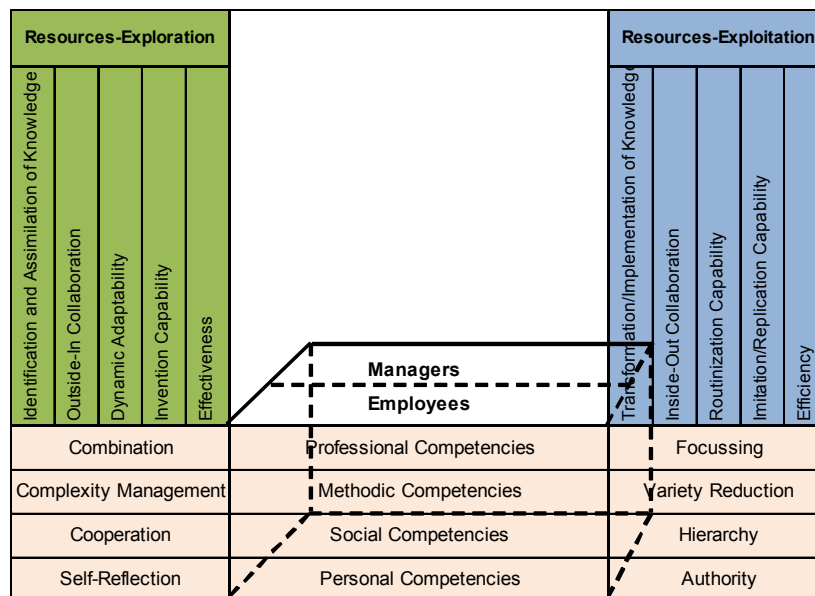 Resources-Exploration
Resources-Exploitation
Identification and Assimilation of Knowledge
Outside-In Collaboration
Dynamic Adaptability
Invention Capability
Effectiveness
Transformation/Implementation of Knowledge
Inside-Out Collaboration
Routinization Capability
Imitation/Replication Capability
Efficiency
Managers
Employees
Combination
Professional Competencies
Focussing
Complexity Management
Methodic Competencies
Variety Reduction
Cooperation
Social Competencies
Hierarchy
Self-Reflection
Personal Competencies
Authority